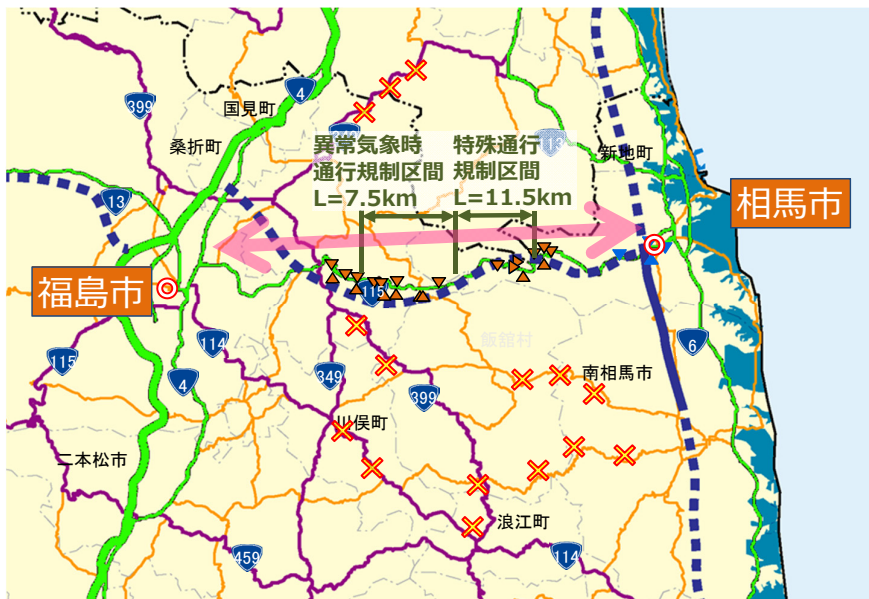 4
399
国見町
桑折町
異常気象時
通行規制区間
L=7.5km
特殊通行
規制区間
L=11.5km
新地町
13
相馬市
福島市
115
飯舘村
114
115
4
349
399
6
南相馬市
川俣町
二本松市
浪江町
459
114